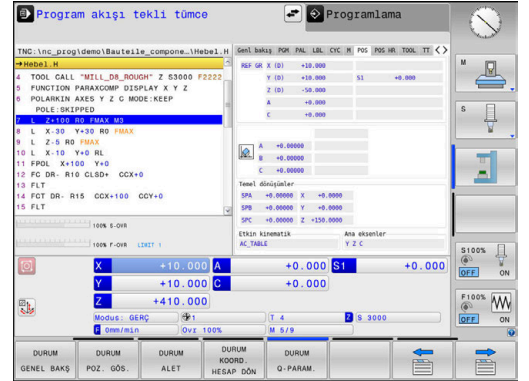 Program akışı tekli tümce
Programlama
TNC:\nc_prog\demo\Bauteile_compone…\Hebel.H
→Hebel.H
4 TOOL CALL "MILL_D8_ROUGH" Z S3000 F2222
5 FUNCTION PARAXCOMP DISPLAY X Y Z
6 POLARKIN AXES Y Z C MODE:KEEP
POLE:SKIPPED
7 L Z+100 R0 FMAX M3
8 L X-30 Y+30 R0 FMAX
9 L Z-5 R0 FMAX
10 L X-10 Y+0 RL
11 FPOL X+100 Y+0
12 FC DR- R10 CLSD+ CCX+0
13 FLT
14 FCT DR- R15 CCX+100 CCY+0
15 FLT
100% S-OVR
100% F-OVR LIMIT 1
Genl bakış PGM PAL LBL CYC M POS POS HR TOOL TT
REF GR X (D) +10.000
Y (D) +10.000 S1 +0.000
Z (D) -50.000
A +0.000
C +0.000
A +0.00000
B +0.00000
C +0.00000
Temel dönüşümler
SPA +0.00000 X +0.0000
SPB +0.00000 Y +0.0000
SPC +0.00000 Z +150.0000
Etkin kinematik Ana eksenler
AC_TABLE Y Z C
X +10.000 A +0.000 S1 +0.000
Y +10.000 C +0.000
Z +410.000
Modus: GERÇ 1 T 4 Z S 3000
F 0mm/min Ovr 100% M 5/9
M
S
S100%
OFF ON
F100%
OFF ON
DURUM GENEL BAKŞ
DURUM POZ. GÖS.
DURUM ALET
DURUM KOORD. HESAP DÖN
DURUM Q-PARAM.